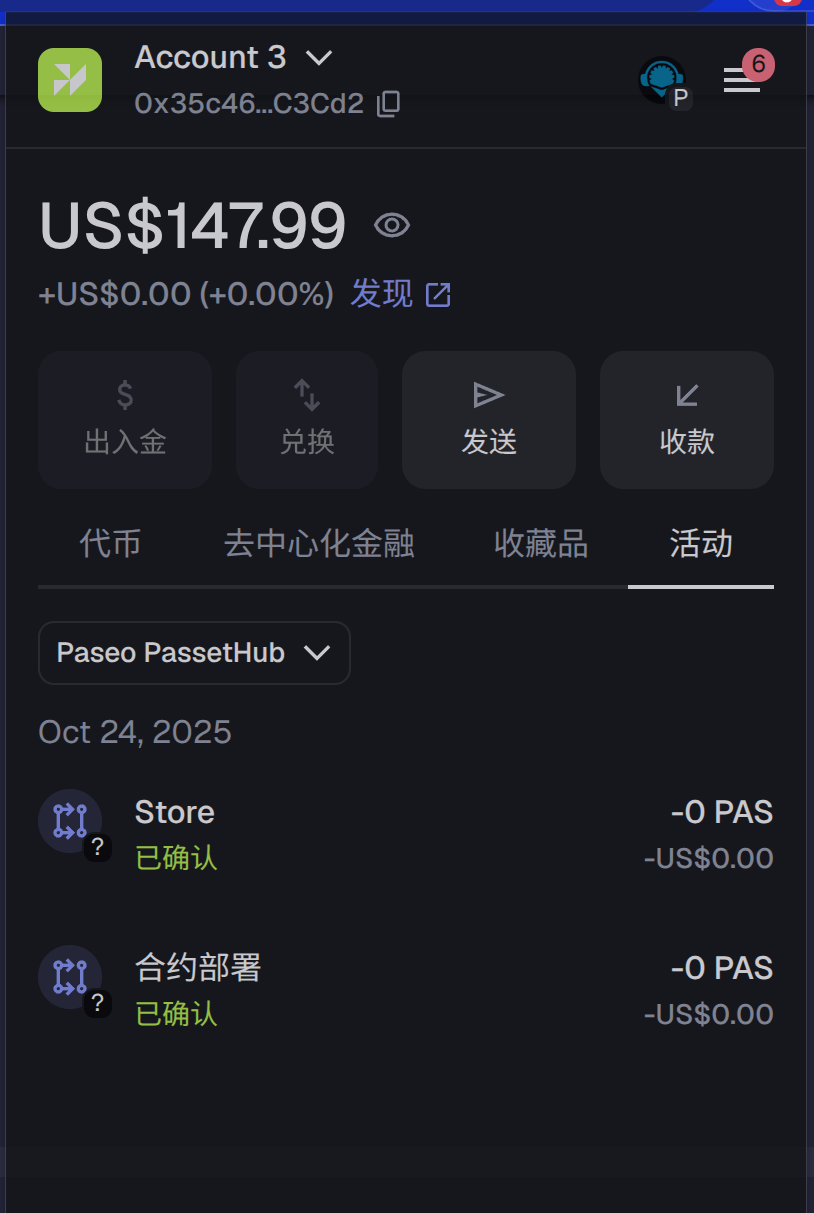 Account 3
0x35c46...C3Cd2
P
6
US$147.99
+US$0.00 (+0.00%) 发现
$
出入金
兑换
发送
收款
代币 去中心化金融 收藏品 活动
Paseo PassetHub
Oct 24, 2025
Store -0 PAS
?
已确认 -US$0.00
合约部署 -0 PAS
?
已确认 -US$0.00